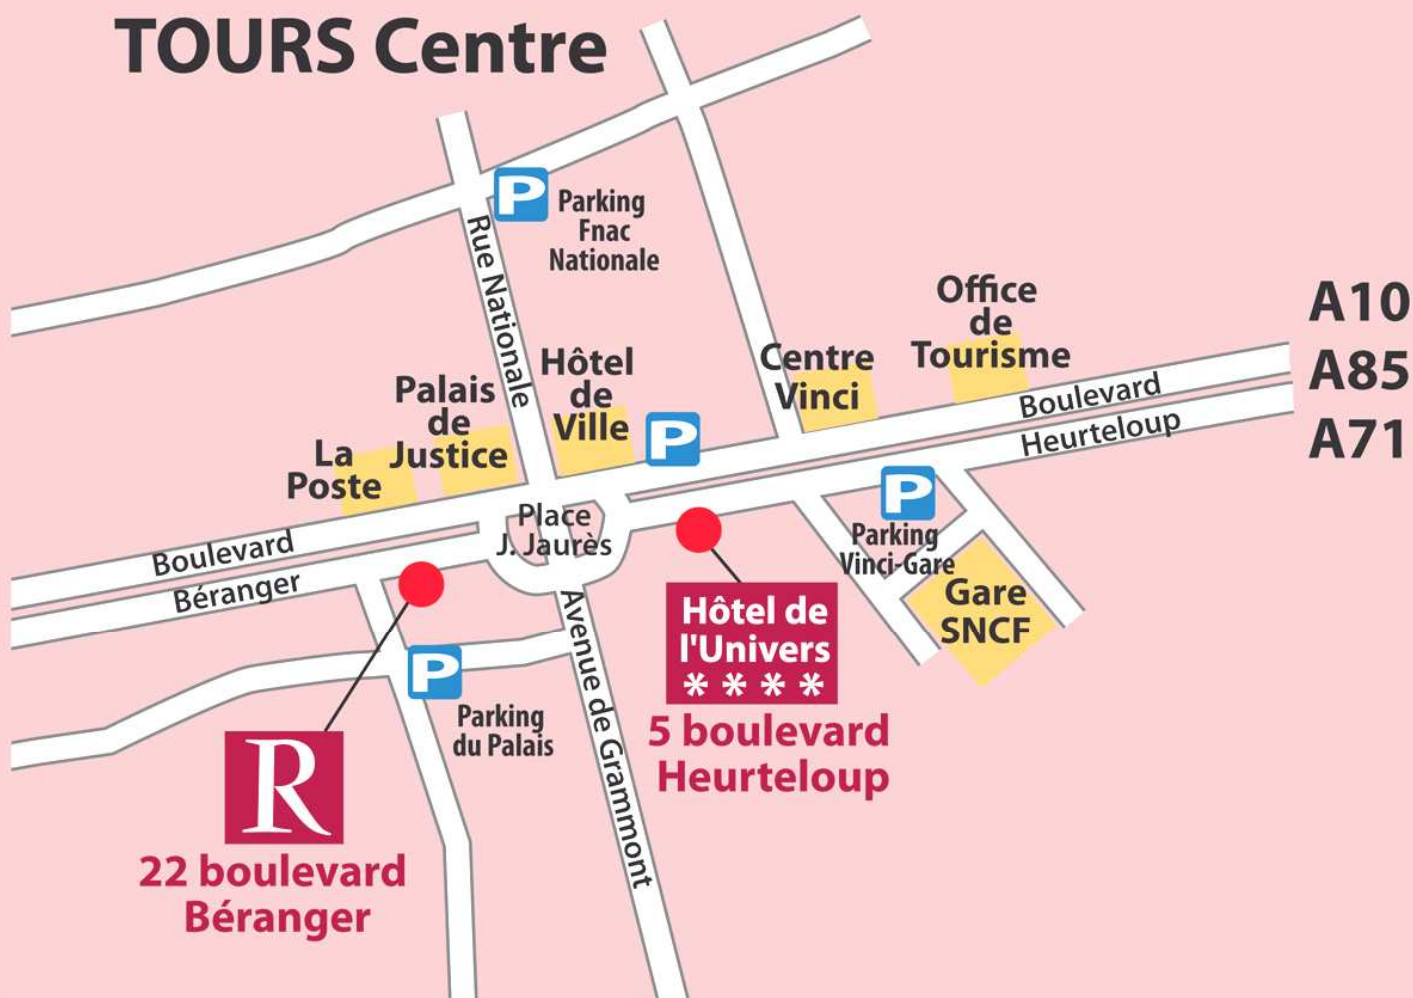 TOURS Centre
P
Parking
Fnac
Nationale
Rue Nationale
Office
de
Tourisme
A10
A85
A71
Centre
Vinci
Hôtel
de
Ville
P
Palais
de
Justice
La
Poste
Boulevard
Heurteloup
Place
J. Jaurès
Boulevard
Béranger
P
Parking
Vinci-Gare
Gare
SNCF
Hôtel de
l'Univers
* * * *
5 boulevard
Heurteloup
Avenue de Grammont
P
Parking
du Palais
R
22 boulevard
Béranger